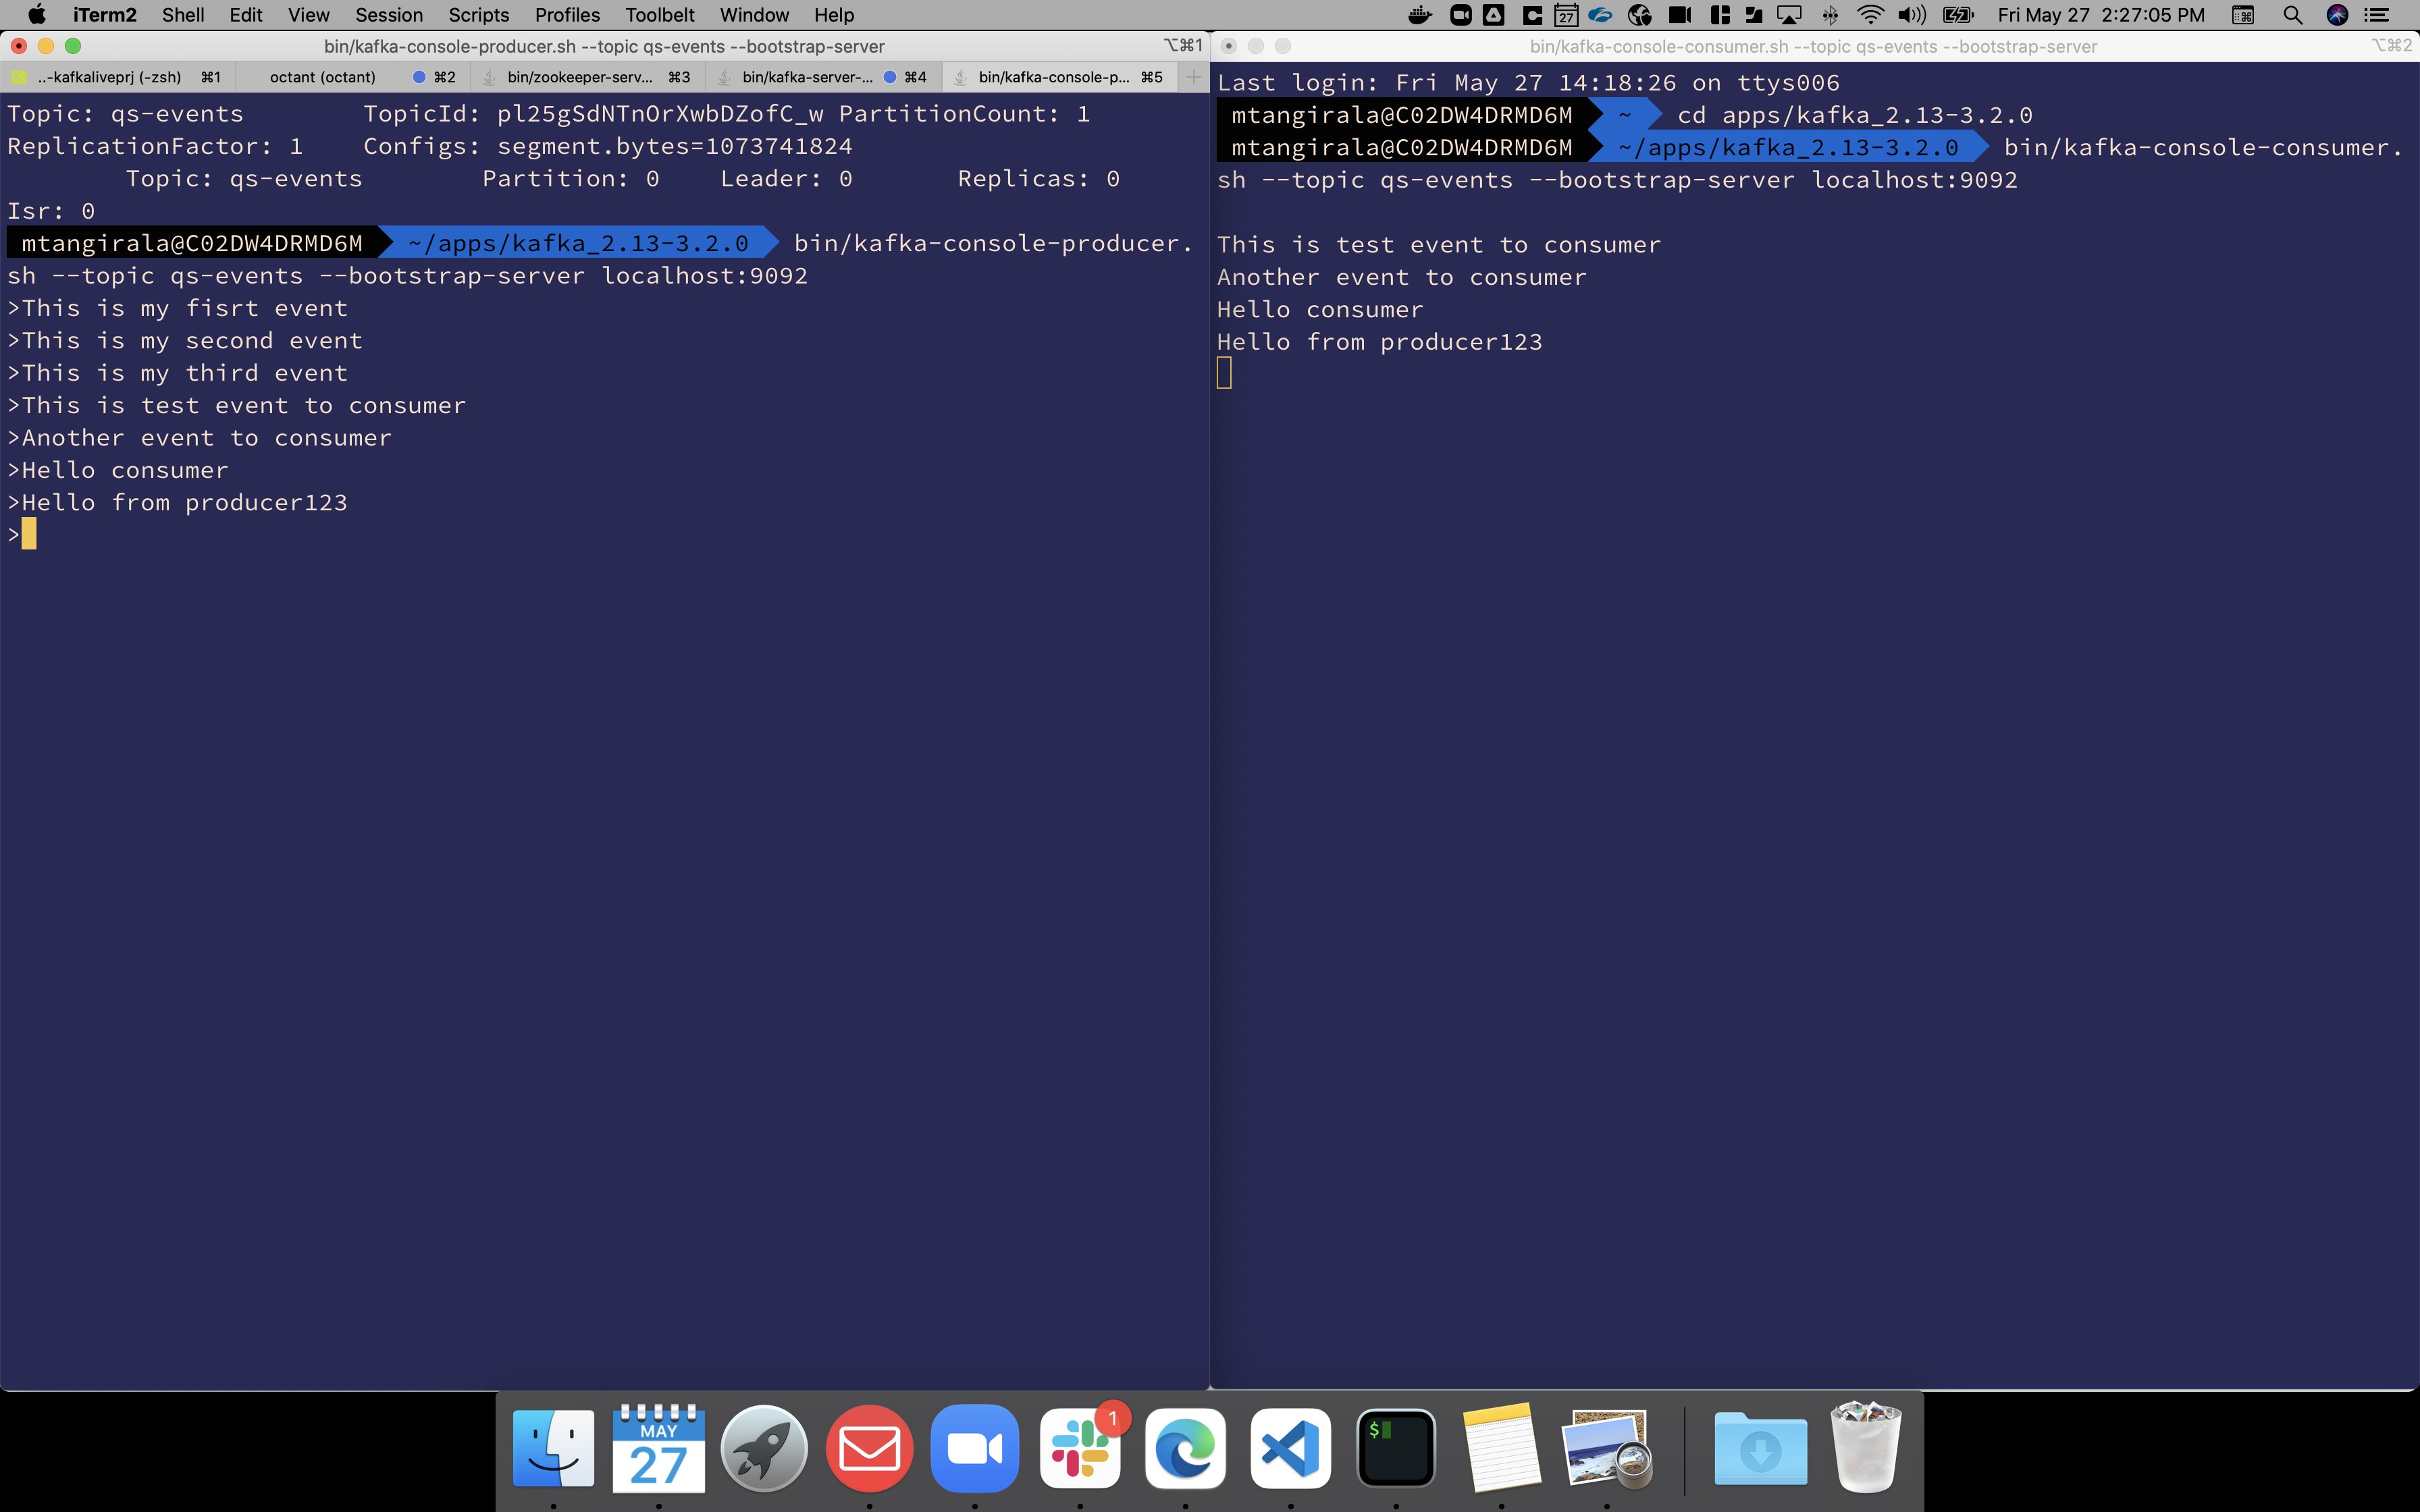 iTerm2 Shell Edit View Session Scripts Profiles Toolbelt Window Help 27 Fri May 27 2:27:05 PM
bin/kafka-console-producer.sh --topic qs-events --bootstrap-server ⌥⌘1
..-kafkaliveprj (-zsh) ⌘1 octant (octant) ⌘2 bin/zookeeper-serv... ⌘3 bin/kafka-server-... ⌘4 bin/kafka-console-p... ⌘5
Topic: qs-events TopicId: pl25gSdNTnOrXwbDZofC_w PartitionCount: 1
ReplicationFactor: 1 Configs: segment.bytes=1073741824
Topic: qs-events Partition: 0 Leader: 0 Replicas: 0
Isr: 0
mtangirala@C02DW4DRMD6M ~/apps/kafka_2.13-3.2.0 bin/kafka-console-producer.
sh --topic qs-events --bootstrap-server localhost:9092
>This is my fisrt event
>This is my second event
>This is my third event
>This is test event to consumer
>Another event to consumer
>Hello consumer
>Hello from producer123
>
bin/kafka-console-consumer.sh --topic qs-events --bootstrap-server ⌥⌘2
Last login: Fri May 27 14:18:26 on ttys006
mtangirala@C02DW4DRMD6M ~ cd apps/kafka_2.13-3.2.0
mtangirala@C02DW4DRMD6M ~/apps/kafka_2.13-3.2.0 bin/kafka-console-consumer.
sh --topic qs-events --bootstrap-server localhost:9092
This is test event to consumer
Another event to consumer
Hello consumer
Hello from producer123
MAY
27
1
$